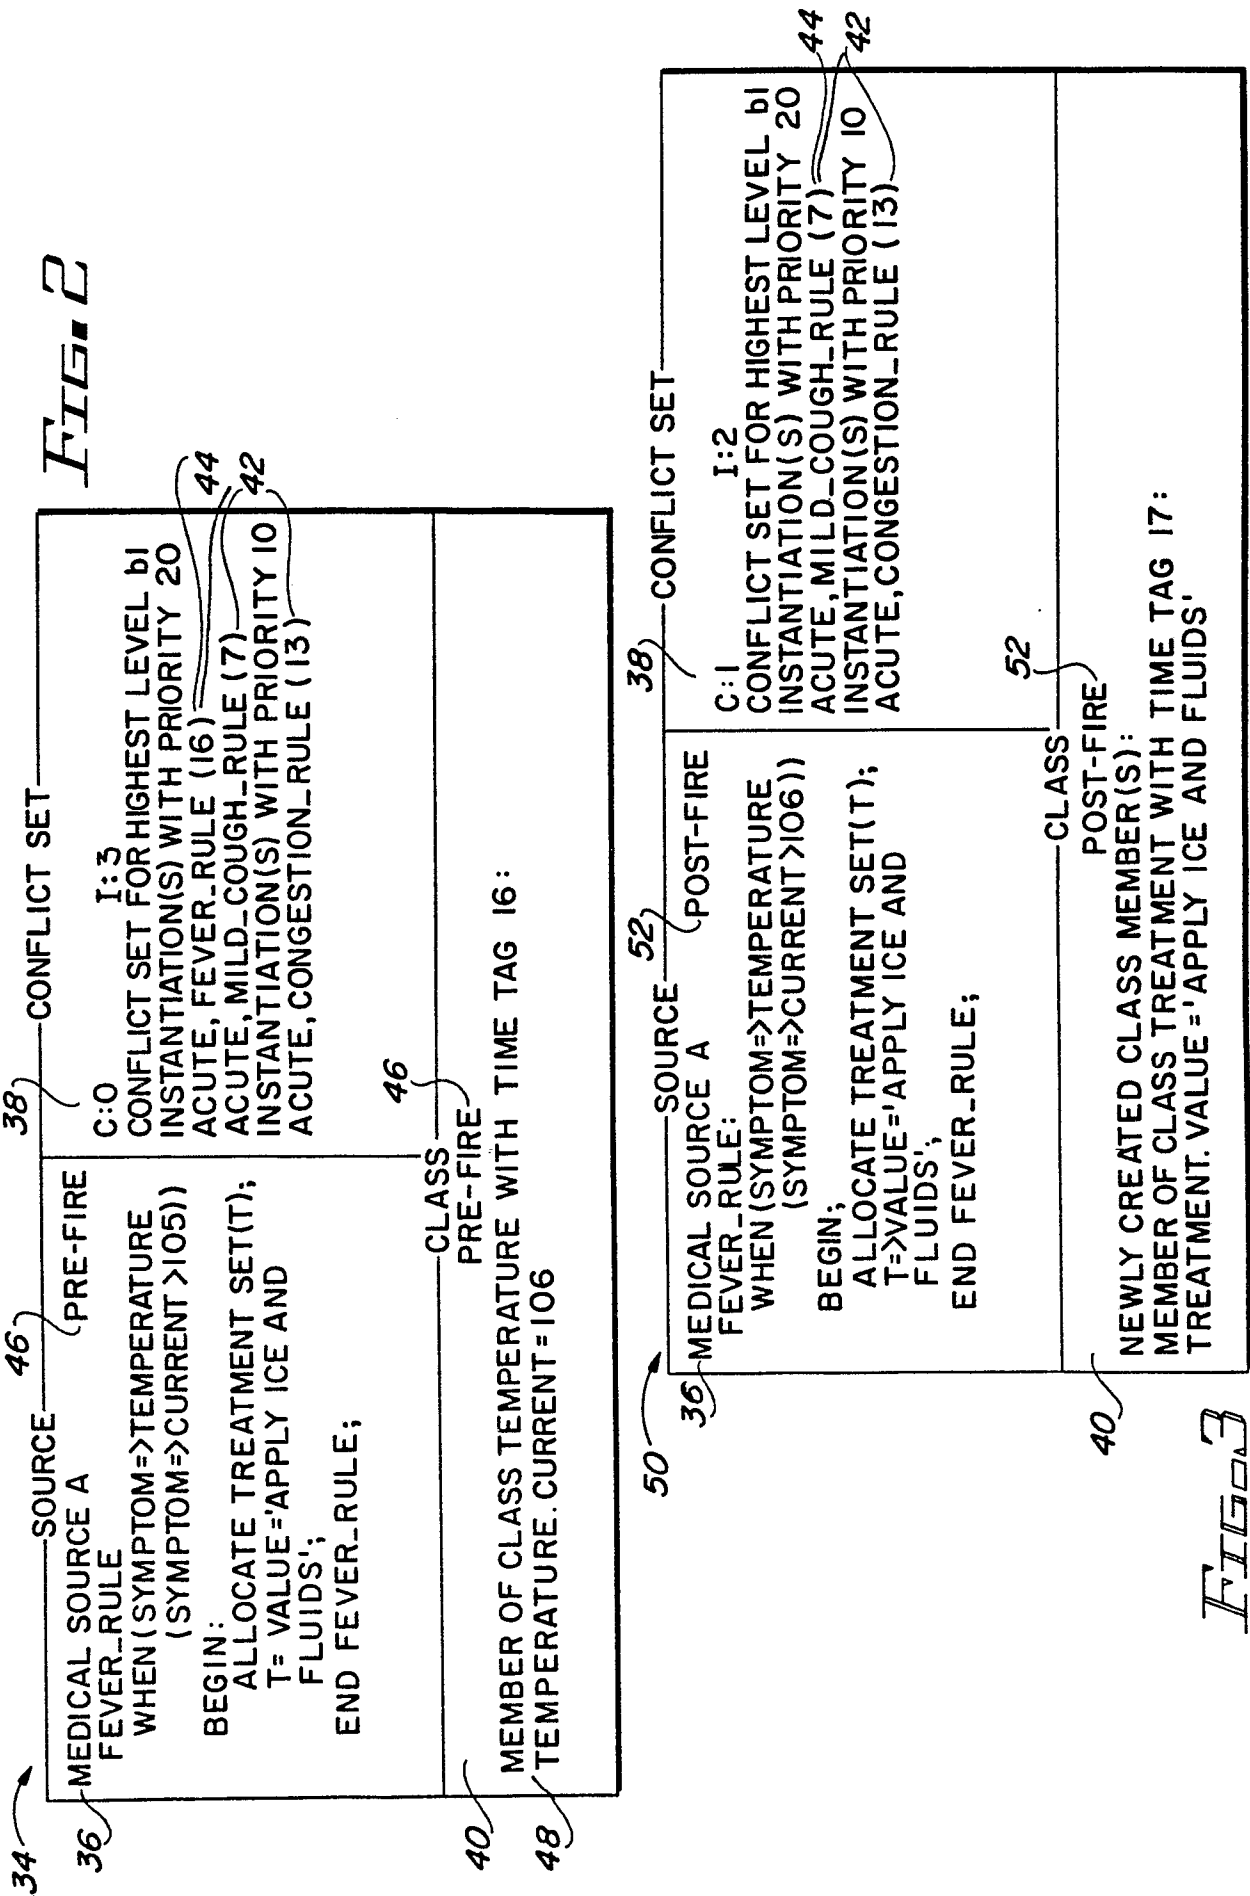 FIG. 2
34
SOURCE
46
PRE-FIRE
36
MEDICAL SOURCE A
FEVER_RULE
WHEN(SYMPTOM=>TEMPERATURE
(SYMPTOM=>CURRENT>105))
BEGIN:
ALLOCATE TREATMENT SET(T);
T= VALUE='APPLY ICE AND
FLUIDS';
END FEVER_RULE;
38
CONFLICT SET
C:0 I:3
CONFLICT SET FOR HIGHEST LEVEL b1
INSTANTIATION(S) WITH PRIORITY 20
ACUTE, FEVER_RULE (16)
ACUTE, MILD_COUGH_RULE (7)
INSTANTIATION(S) WITH PRIORITY 10
ACUTE, CONGESTION_RULE (13)
44
42
CLASS
46
PRE-FIRE
40
MEMBER OF CLASS TEMPERATURE WITH TIME TAG 16:
48
TEMPERATURE.CURRENT=106
FIG. 3
50
SOURCE
52
POST-FIRE
36
MEDICAL SOURCE A
FEVER_RULE:
WHEN(SYMPTOM=>TEMPERATURE
(SYMPTOM=>CURRENT>106))
BEGIN;
ALLOCATE TREATMENT SET(T);
T=>VALUE='APPLY ICE AND
FLUIDS';
END FEVER_RULE;
38
CONFLICT SET
C:1 I:2
CONFLICT SET FOR HIGHEST LEVEL b1
INSTANTIATION(S) WITH PRIORITY 20
ACUTE, MILD_COUGH_RULE (7)
INSTANTIATION(S) WITH PRIORITY 10
ACUTE, CONGESTION_RULE (13)
44
42
CLASS
52
POST-FIRE
40
NEWLY CREATED CLASS MEMBER(S):
MEMBER OF CLASS TREATMENT WITH TIME TAG 17:
TREATMENT. VALUE='APPLY ICE AND FLUIDS'